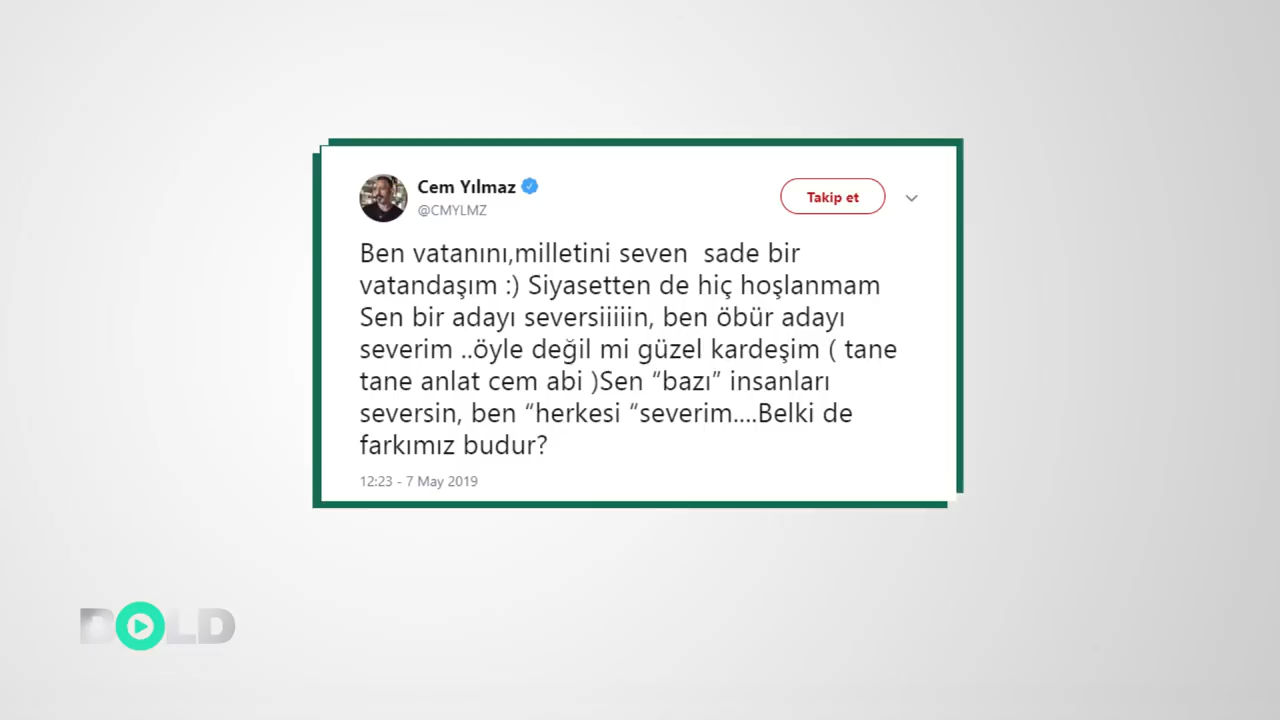 Cem Yılmaz
@CMYLMZ
Takip et
Ben vatanını,milletini seven  sade bir
vatandaşım :) Siyasetten de hiç hoşlanmam
Sen bir adayı seversiiiiin, ben öbür adayı
severim ..öyle değil mi güzel kardeşim ( tane
tane anlat cem abi )Sen “bazı” insanları
seversin, ben “herkesi “severim....Belki de
farkımız budur?
12:23 - 7 May 2019
BOLD